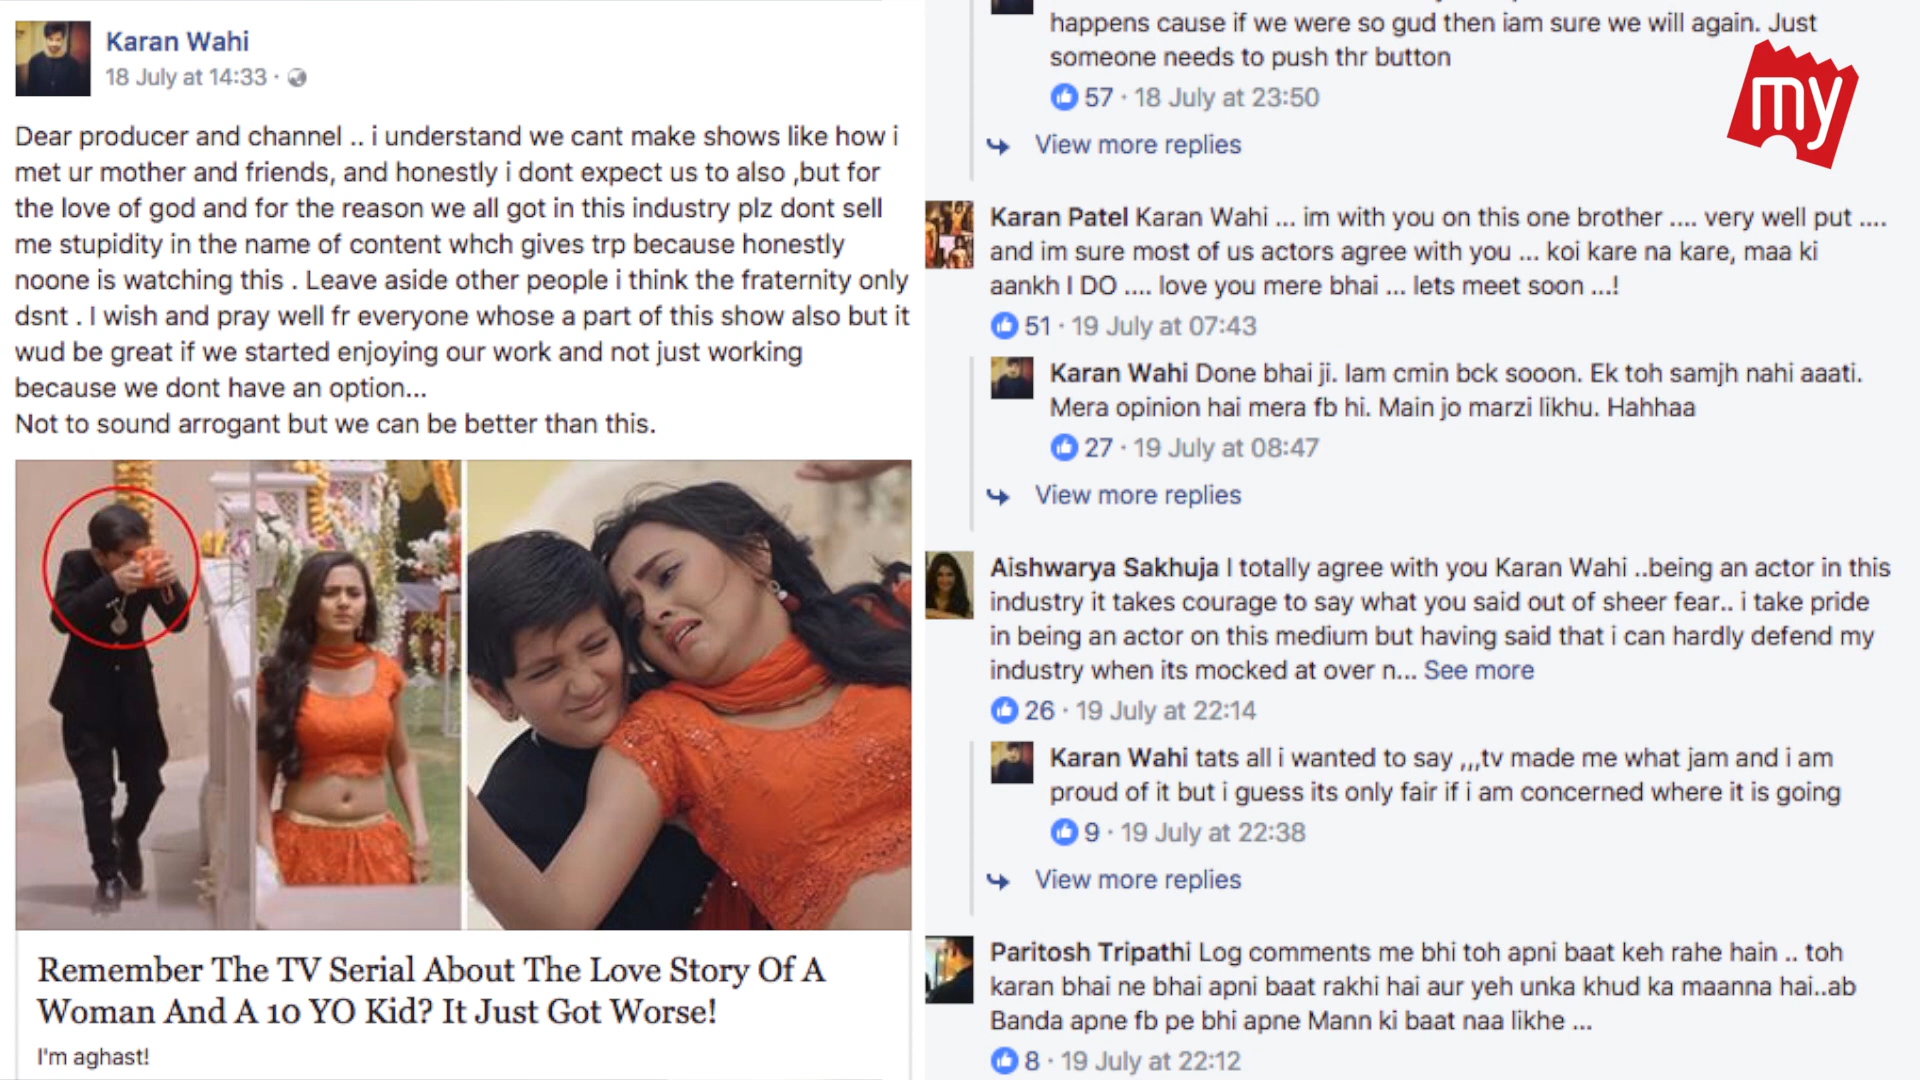 Karan Wahi
18 July at 14:33 ·
Dear producer and channel .. i understand we cant make shows like how i
met ur mother and friends, and honestly i dont expect us to also ,but for
the love of god and for the reason we all got in this industry plz dont sell
me stupidity in the name of content whch gives trp because honestly
noone is watching this . Leave aside other people i think the fraternity only
dsnt . I wish and pray well fr everyone whose a part of this show also but it
wud be great if we started enjoying our work and not just working
because we dont have an option...
Not to sound arrogant but we can be better than this.
Remember The TV Serial About The Love Story Of A
Woman And A 10 YO Kid? It Just Got Worse!
I'm aghast!
happens cause if we were so gud then iam sure we will again. Just
someone needs to push thr button
57 · 18 July at 23:50
View more replies
my
Karan Patel Karan Wahi ... im with you on this one brother .... very well put ....
and im sure most of us actors agree with you ... koi kare na kare, maa ki
aankh I DO .... love you mere bhai ... lets meet soon ...!
51 · 19 July at 07:43
Karan Wahi Done bhai ji. Iam cmin bck sooon. Ek toh samjh nahi aaati.
Mera opinion hai mera fb hi. Main jo marzi likhu. Hahhaa
27 · 19 July at 08:47
View more replies
Aishwarya Sakhuja I totally agree with you Karan Wahi ..being an actor in this
industry it takes courage to say what you said out of sheer fear.. i take pride
in being an actor on this medium but having said that i can hardly defend my
industry when its mocked at over n... See more
26 · 19 July at 22:14
Karan Wahi tats all i wanted to say ,,,tv made me what jam and i am
proud of it but i guess its only fair if i am concerned where it is going
9 · 19 July at 22:38
View more replies
Paritosh Tripathi Log comments me bhi toh apni baat keh rahe hain .. toh
karan bhai ne bhai apni baat rakhi hai aur yeh unka khud ka maanna hai..ab
Banda apne fb pe bhi apne Mann ki baat naa likhe ...
8 · 19 July at 22:12